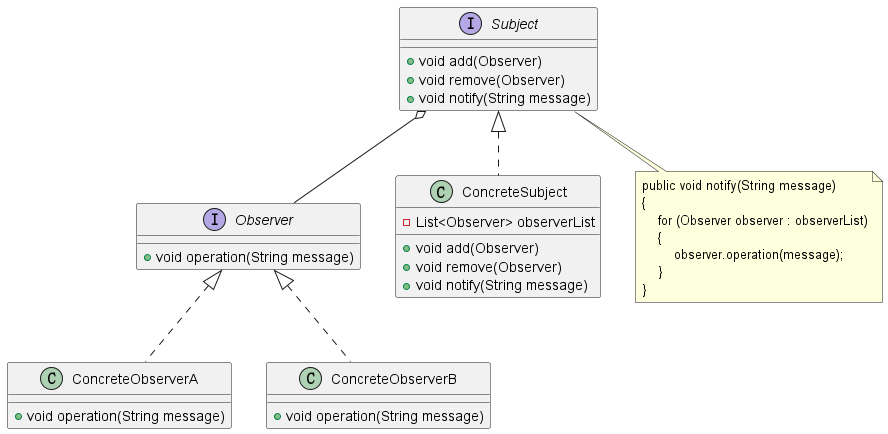 I Subject
void add(Observer)
void remove(Observer)
void notify(String message)
I Observer
void operation(String message)
C ConcreteSubject
List<Observer> observerList
void add(Observer)
void remove(Observer)
void notify(String message)
public void notify(String message)
{
for (Observer observer : observerList)
{
observer.operation(message);
}
}
C ConcreteObserverA
void operation(String message)
C ConcreteObserverB
void operation(String message)